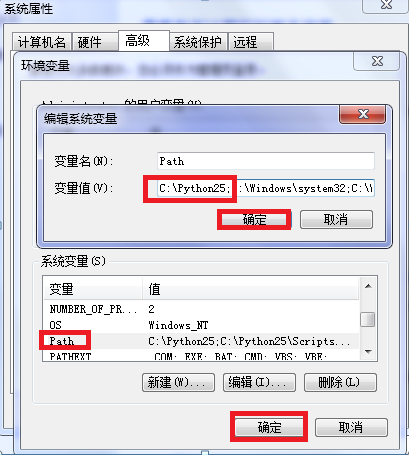 系统属性
计算机名 硬件 高级 系统保护 远程
环境变量
的用户变量(U)
编辑系统变量
变量名(N): Path
变量值(V): C:\Python25; :\Windows\system32;C:\
确定 取消
系统变量(S)
变量 值
NUMBER_OF_PR... 2
OS Windows_NT
Path C:\Python25;C:\Python25\Scripts...
PATHEXT .COM;.EXE;.BAT;.CMD;.VBS;.VBE;
新建(W)... 编辑(I)... 删除(L)
确定 取消